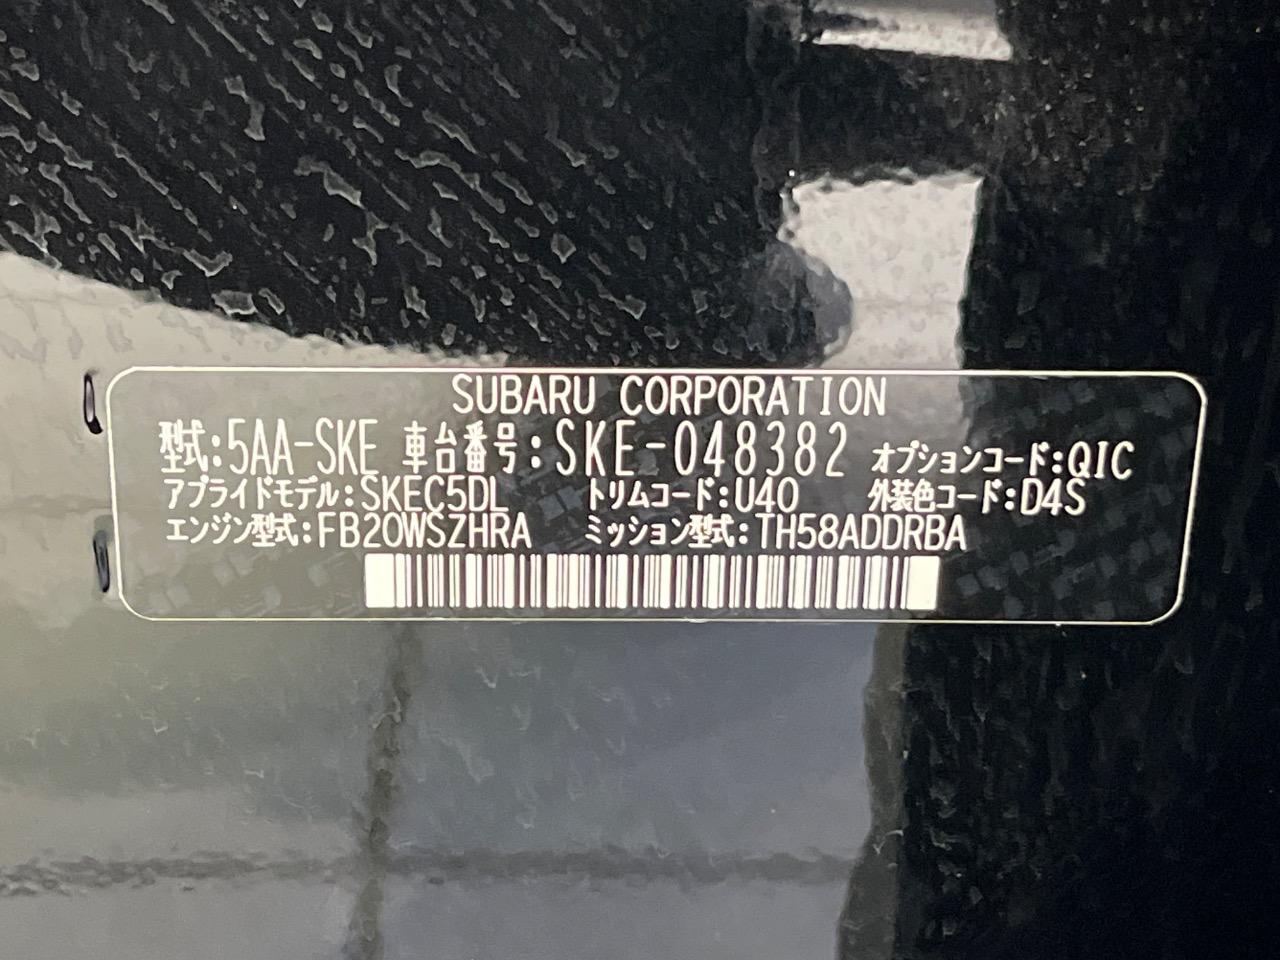 SUBARU CORPORATION
型式:5AA-SKE 車台番号:SKE-048382 オプションコード:QIC
アプライドモデル:SKEC5DL トリムコード:U40 外装色コード:D4S
エンジン型式:FB20WSZHRA ミッション型式:TH58ADDRBA